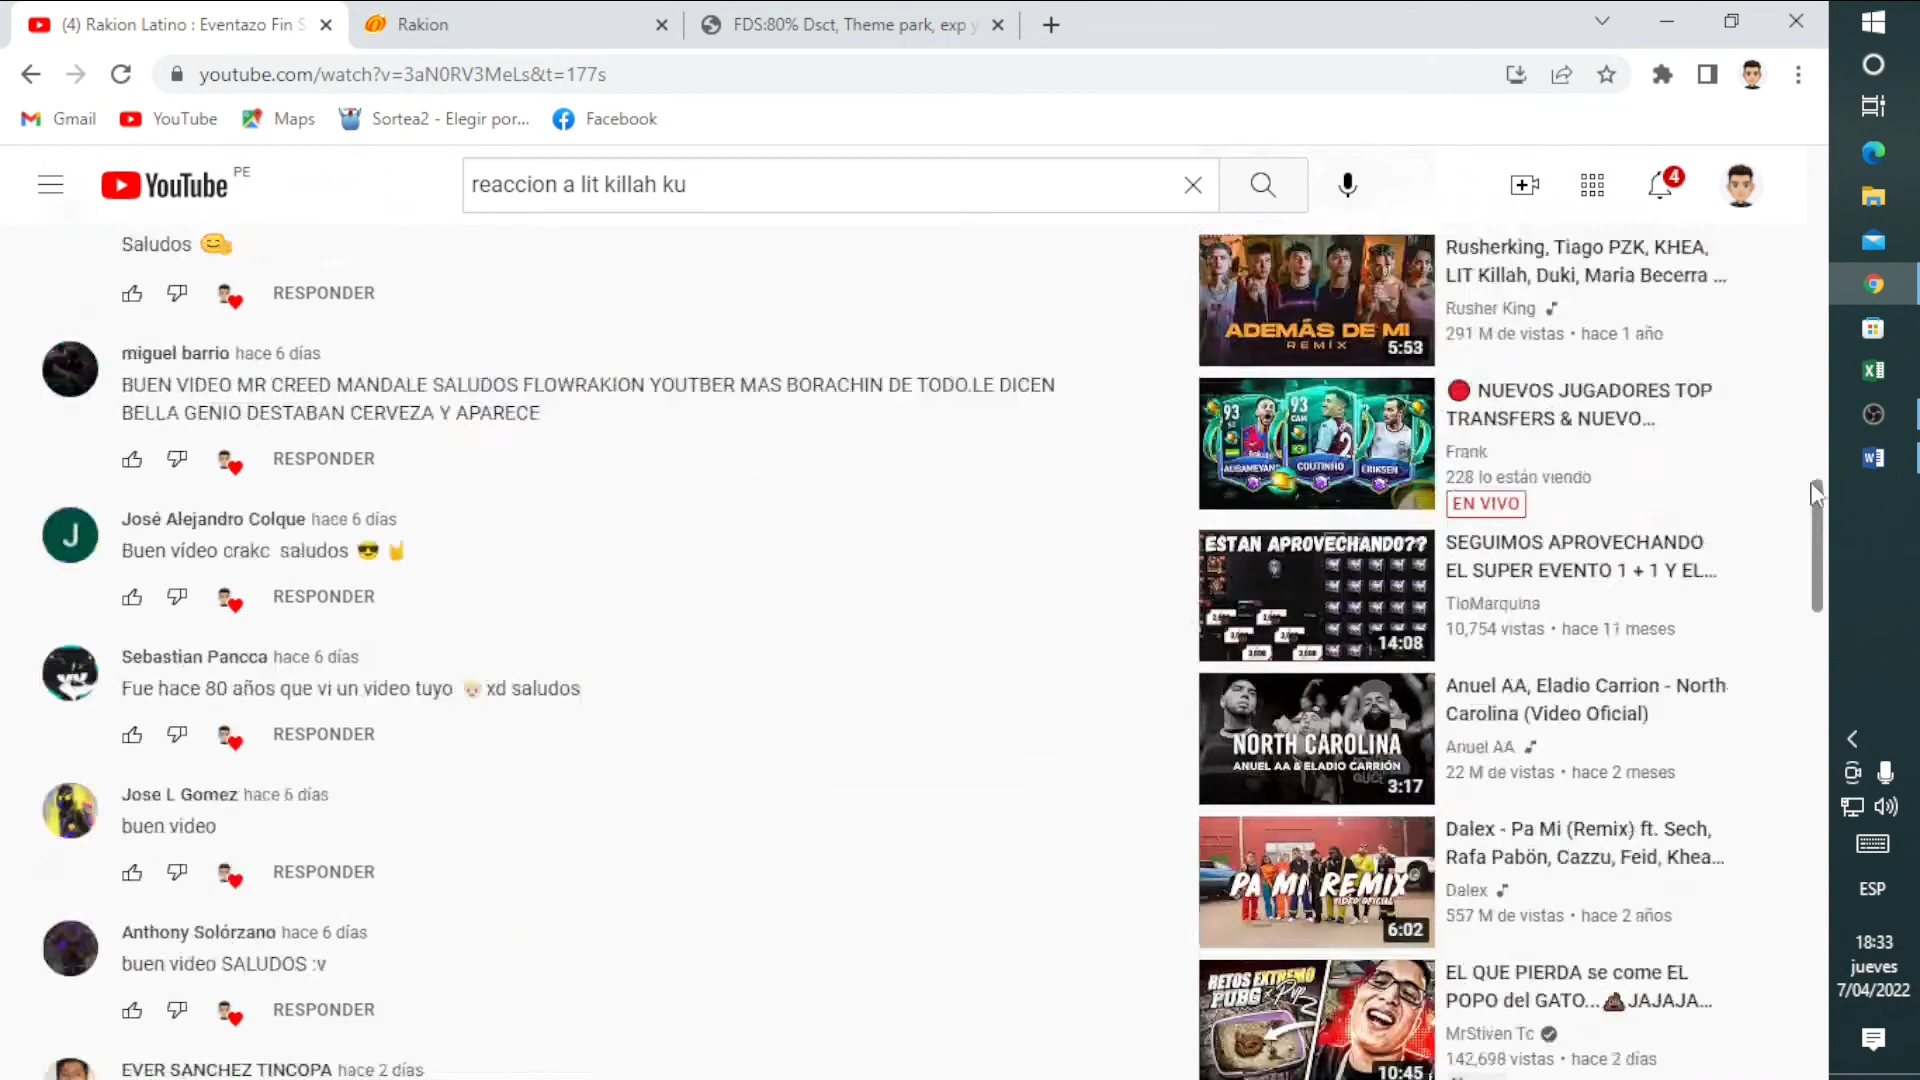 (4) Rakion Latino : Eventazo Fin S
Rakion
FDS:80% Dsct, Theme park, exp y
youtube.com/watch?v=3aN0RV3MeLs&t=177s
Gmail
YouTube
Maps
Sortea2 - Elegir por...
Facebook
YouTube PE
reaccion a lit killah ku
4
Saludos
RESPONDER
miguel barrio hace 6 días
BUEN VIDEO MR CREED MANDALE SALUDOS FLOWRAKION YOUTBER MAS BORACHIN DE TODO.LE DICEN
BELLA GENIO DESTABAN CERVEZA Y APARECE
RESPONDER
J
José Alejandro Colque hace 6 días
Buen vídeo crakc saludos
RESPONDER
Sebastian Pancca hace 6 días
Fue hace 80 años que vi un video tuyo xd saludos
RESPONDER
Jose L Gomez hace 6 días
buen video
RESPONDER
Anthony Solórzano hace 6 días
buen video SALUDOS :v
RESPONDER
EVER SANCHEZ TINCOPA hace 2 días
ADEMÁS DE MI
REMIX
5:53
Rusherking, Tiago PZK, KHEA,
LIT Killah, Duki, Maria Becerra ...
Rusher King
291 M de vistas • hace 1 año
93
93
CAM
93
AUBAMEYANG
COUTINHO
ERIKSEN
NUEVOS JUGADORES TOP
TRANSFERS & NUEVO...
Frank
228 lo están viendo
EN VIVO
ESTAN APROVECHANDO??
14:08
SEGUIMOS APROVECHANDO
EL SUPER EVENTO 1 + 1 Y EL...
TioMarquina
10,754 vistas • hace 11 meses
NORTH CAROLINA
ANUEL AA & ELADIO CARRIÓN
3:17
Anuel AA, Eladio Carrion - North
Carolina (Video Oficial)
Anuel AA
22 M de vistas • hace 2 meses
PA MI REMIX
VIDEO OFICIAL
6:02
Dalex - Pa Mi (Remix) ft. Sech,
Rafa Pabön, Cazzu, Feid, Khea...
Dalex
557 M de vistas • hace 2 años
RETOS EXTREMO
PUBG PvP
10:45
EL QUE PIERDA se come EL
POPO del GATO... JAJAJA...
MrStiven Tc
142,698 vistas • hace 2 días
ESP
18:33
jueves
7/04/2022